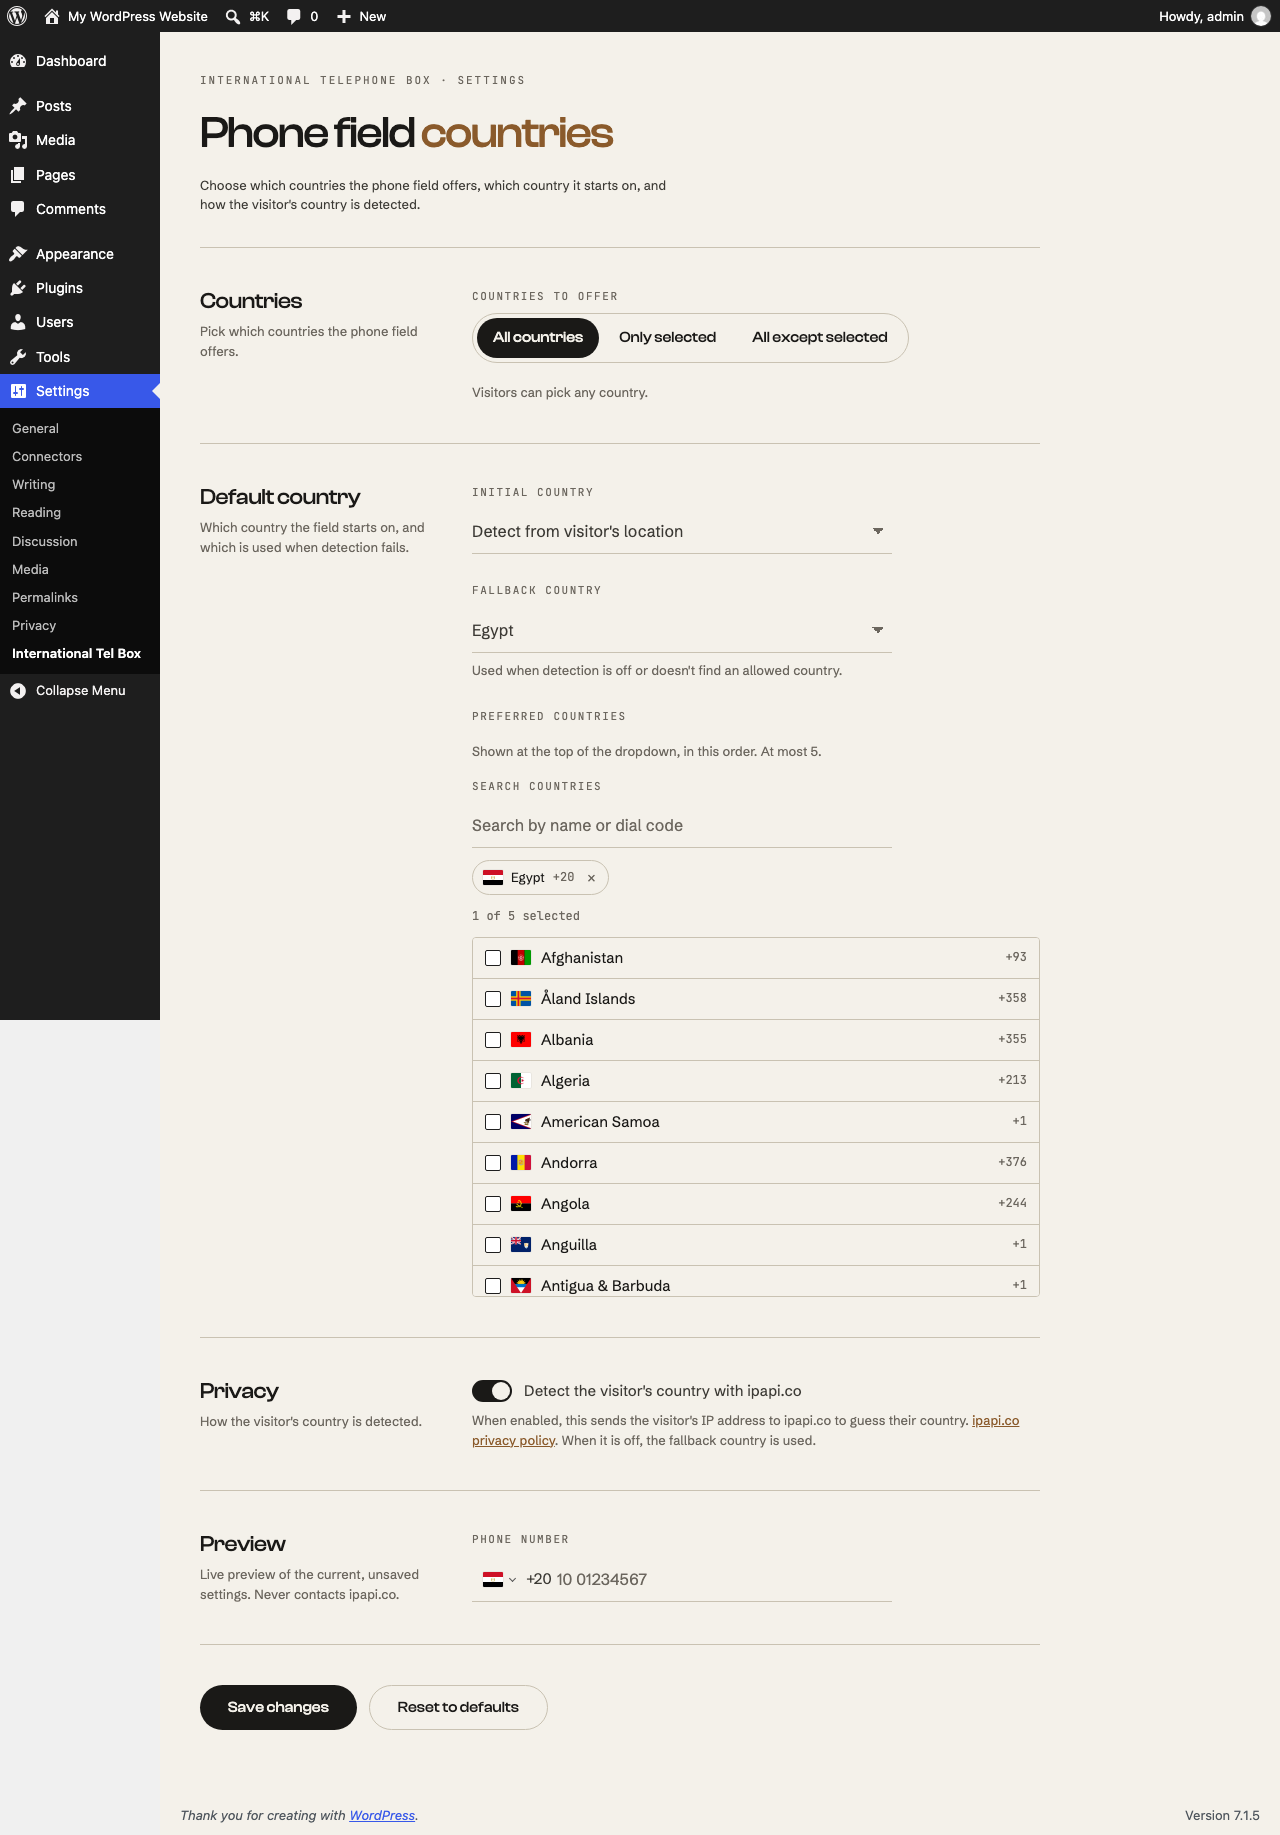 My WordPress Website
⌘K
0
New
Howdy, admin
Dashboard
Posts
Media
Pages
Comments
Appearance
Plugins
Users
Tools
Settings
General
Connectors
Writing
Reading
Discussion
Media
Permalinks
Privacy
International Tel Box
Collapse Menu
INTERNATIONAL TELEPHONE BOX · SETTINGS
Phone field countries
Choose which countries the phone field offers, which country it starts on, and
how the visitor's country is detected.
Countries
Pick which countries the phone field
offers.
COUNTRIES TO OFFER
All countries
Only selected
All except selected
Visitors can pick any country.
Default country
Which country the field starts on, and
which is used when detection fails.
INITIAL COUNTRY
Detect from visitor's location
FALLBACK COUNTRY
Egypt
Used when detection is off or doesn't find an allowed country.
PREFERRED COUNTRIES
Shown at the top of the dropdown, in this order. At most 5.
SEARCH COUNTRIES
Search by name or dial code
Egypt +20 ×
1 of 5 selected
Afghanistan +93
Åland Islands +358
Albania +355
Algeria +213
American Samoa +1
Andorra +376
Angola +244
Anguilla +1
Antigua & Barbuda +1
Privacy
How the visitor's country is detected.
Detect the visitor's country with ipapi.co
When enabled, this sends the visitor's IP address to ipapi.co to guess their country. ipapi.co
privacy policy. When it is off, the fallback country is used.
Preview
Live preview of the current, unsaved
settings. Never contacts ipapi.co.
PHONE NUMBER
+20 10 01234567
Save changes
Reset to defaults
Thank you for creating with WordPress.
Version 7.1.5